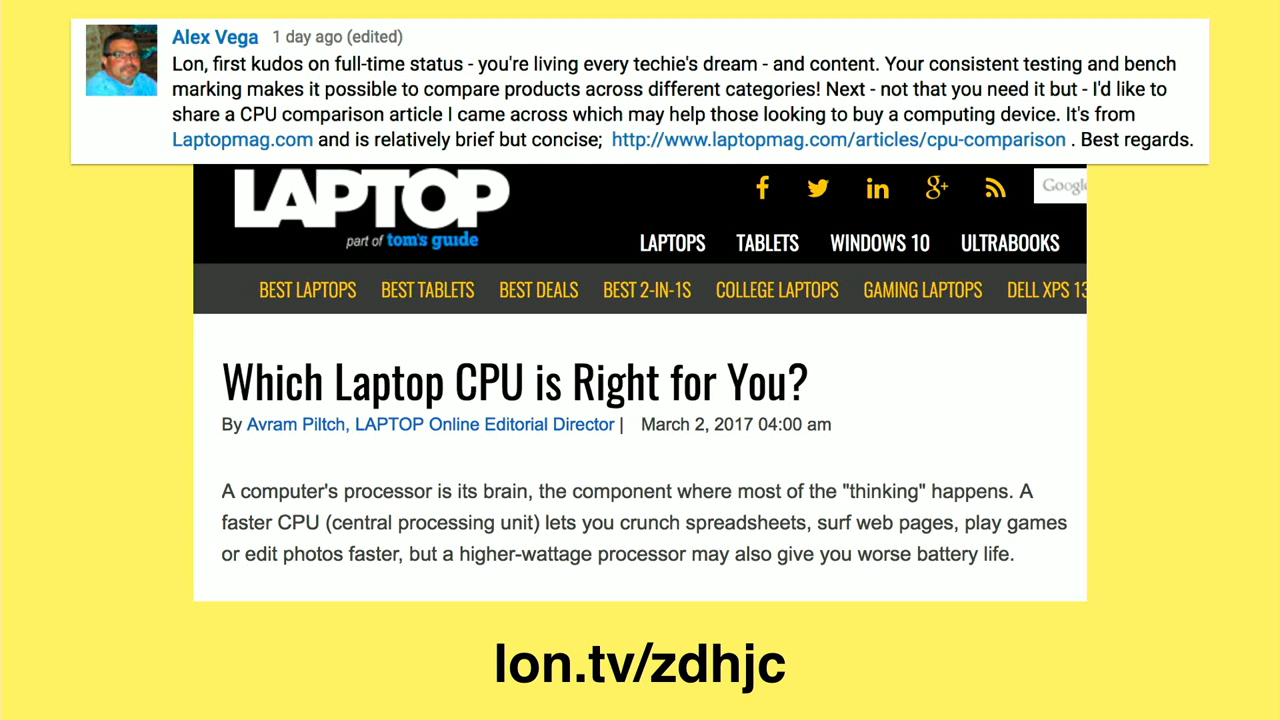 Alex Vega 1 day ago (edited)
Lon, first kudos on full-time status - you're living every techie's dream - and content. Your consistent testing and bench
marking makes it possible to compare products across different categories! Next - not that you need it but - I'd like to
share a CPU comparison article I came across which may help those looking to buy a computing device. It's from
Laptopmag.com and is relatively brief but concise; http://www.laptopmag.com/articles/cpu-comparison . Best regards.
LAPTOP
part of tom's guide
f in g+ Google
LAPTOPS TABLETS WINDOWS 10 ULTRABOOKS
BEST LAPTOPS BEST TABLETS BEST DEALS BEST 2-IN-1S COLLEGE LAPTOPS GAMING LAPTOPS DELL XPS 13
Which Laptop CPU is Right for You?
By Avram Piltch, LAPTOP Online Editorial Director | March 2, 2017 04:00 am
A computer's processor is its brain, the component where most of the "thinking" happens. A
faster CPU (central processing unit) lets you crunch spreadsheets, surf web pages, play games
or edit photos faster, but a higher-wattage processor may also give you worse battery life.
lon.tv/zdhjc